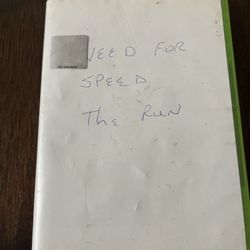 NEED FOR
SPEED
The RUN